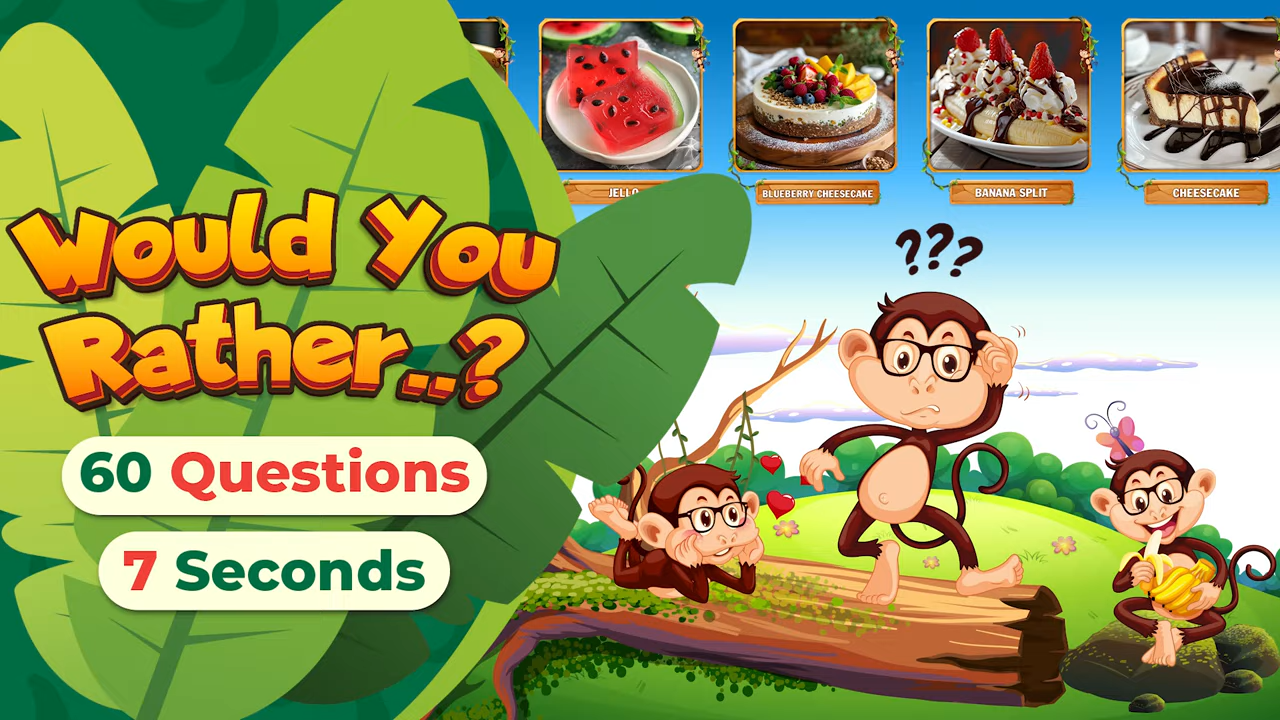 JELLO
BLUEBERRY CHEESECAKE
BANANA SPLIT
CHEESECAKE
???
Would You
Rather..?
60 Questions
7 Seconds